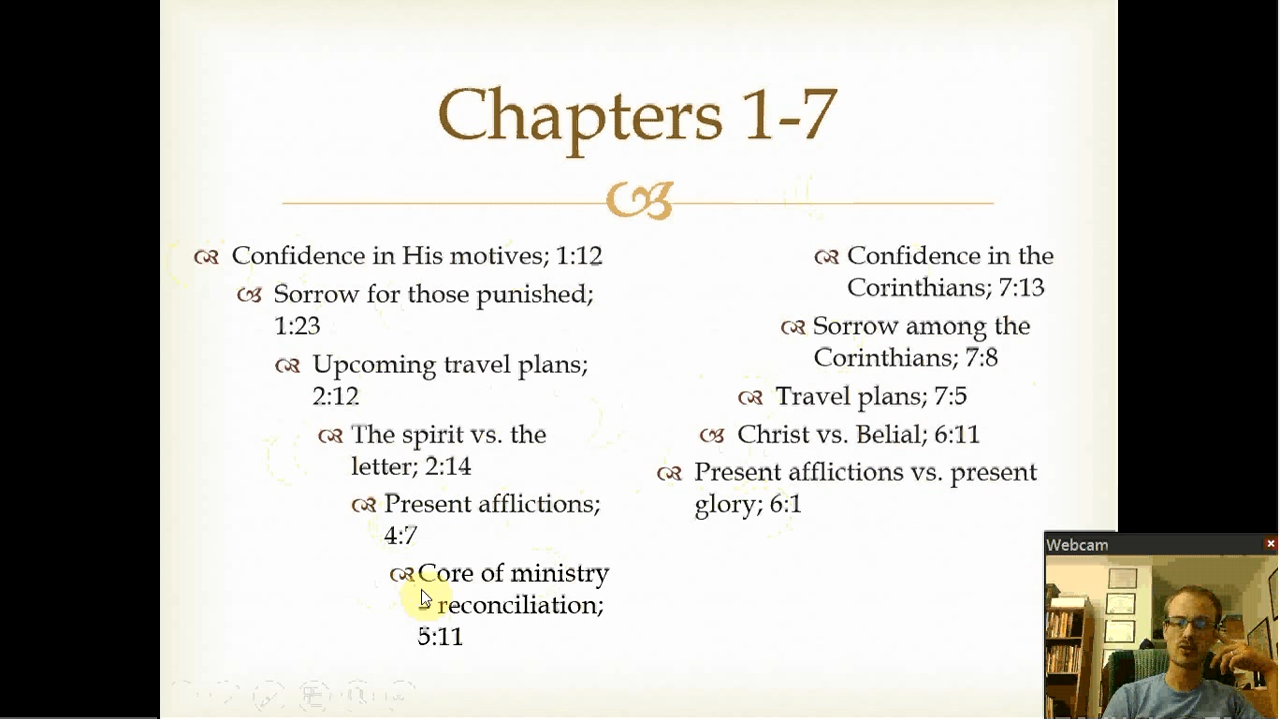 Chapters 1-7
Confidence in His motives; 1:12
Sorrow for those punished;
1:23
Upcoming travel plans;
2:12
The spirit vs. the
letter; 2:14
Present afflictions;
4:7
Core of ministry
– reconciliation;
5:11
Confidence in the
Corinthians; 7:13
Sorrow among the
Corinthians; 7:8
Travel plans; 7:5
Christ vs. Belial; 6:11
Present afflictions vs. present
glory; 6:1
Webcam